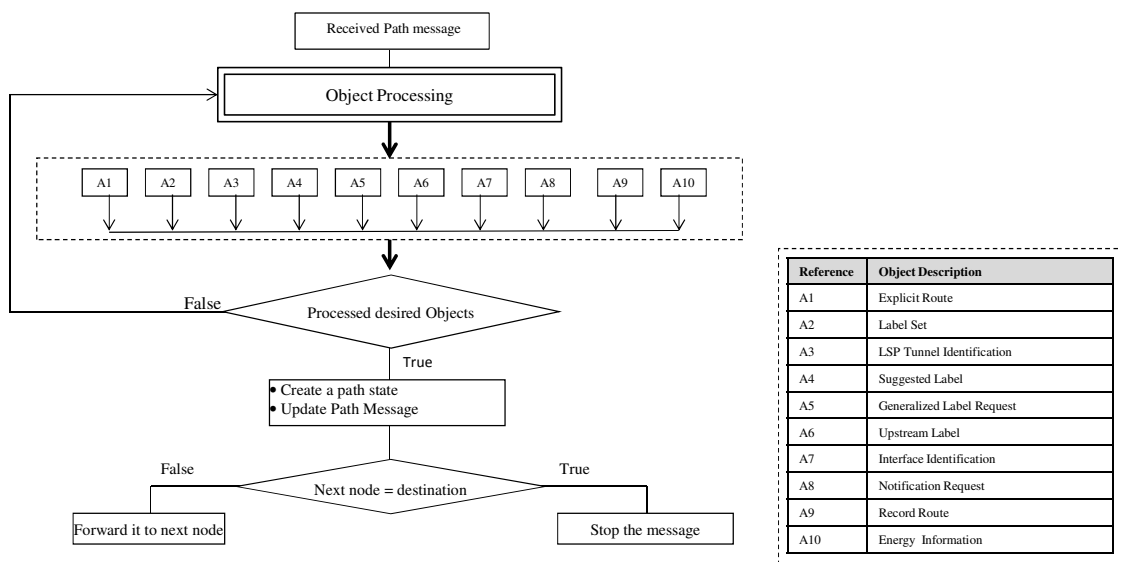 Received Path message
Object Processing
A1 A2 A3 A4 A5 A6 A7 A8 A9 A10
False
Processed desired Objects
True
• Create a path state
• Update Path Message
False
True
Next node = destination
Forward it to next node
Stop the message
Reference Object Description
A1 Explicit Route
A2 Label Set
A3 LSP Tunnel Identification
A4 Suggested Label
A5 Generalized Label Request
A6 Upstream Label
A7 Interface Identification
A8 Notification Request
A9 Record Route
A10 Energy Information